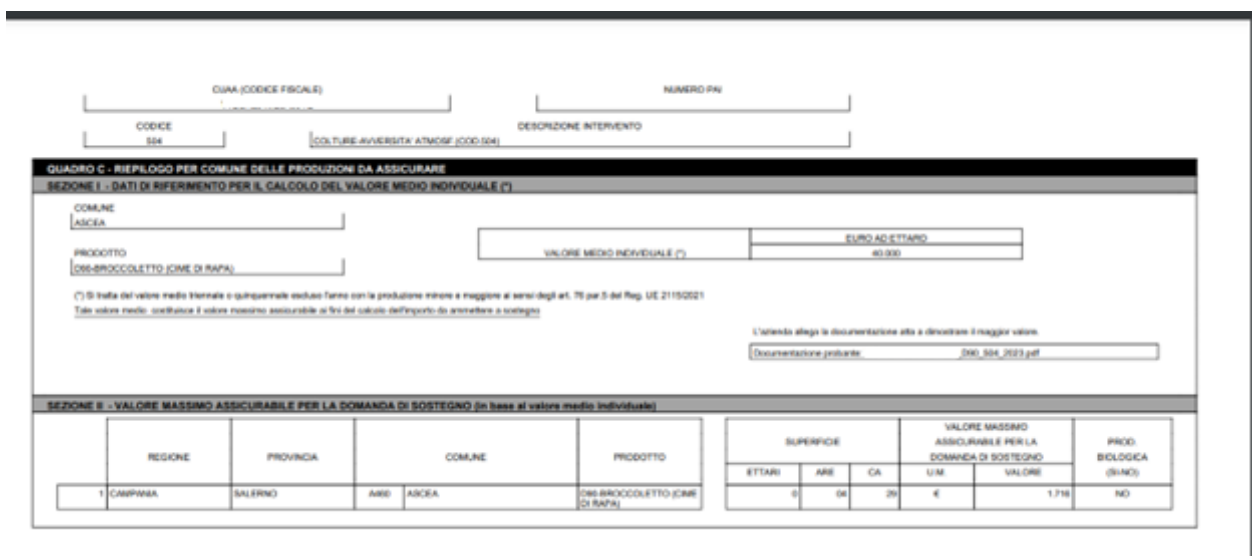 CUAA (CODICE FISCALE)
NUMERO PAI
CODICE
DESCRIZIONE INTERVENTO
504
COLTURE-AVVERSITA' ATMOSF (COD.504)
QUADRO C - RIEPILOGO PER COMUNE DELLE PRODUZIONI DA ASSICURARE
SEZIONE I - DATI DI RIFERIMENTO PER IL CALCOLO DEL VALORE MEDIO INDIVIDUALE (*)
COMUNE
ASCEA
EURO AD ETTARO
PRODOTTO
VALORE MEDIO INDIVIDUALE (*)
40.000
D90-BROCCOLETTO (CIME DI RAPA)
(*) Si tratta del valore medio triennale o quinquennale escluso l'anno con la produzione minore e maggiore ai sensi degli art. 76 par.5 del Reg. UE 2115/2021
Tale valore medio costituisce il valore massimo assicurabile ai fini del calcolo dell'importo da ammettere a sostegno
L'azienda allega la documentazione atta a dimostrare il maggior valore.
Documentazione probante: _D90_504_2023.pdf
SEZIONE II - VALORE MASSIMO ASSICURABILE PER LA DOMANDA DI SOSTEGNO (in base al valore medio individuale)
REGIONE
PROVINCIA
COMUNE
PRODOTTO
SUPERFICIE
VALORE MASSIMO
ASSICURABILE PER LA
DOMANDA DI SOSTEGNO
PROD.
BIOLOGICA
(SI/NO)
ETTARI
ARE
CA
U.M.
VALORE
1 CAMPANIA SALERNO A460 ASCEA D90-BROCCOLETTO (CIME
DI RAPA)
0 04 29 € 1.716 NO